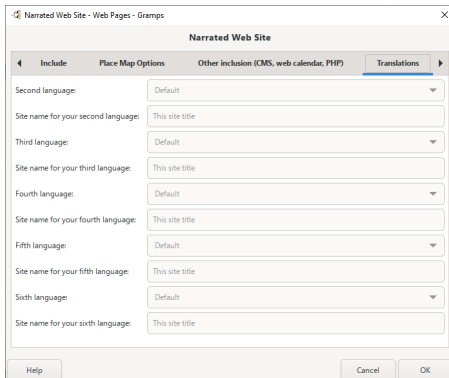 Narrated Web Site - Web Pages - Gramps
Narrated Web Site
Include Place Map Options Other inclusion (CMS, web calendar, PHP) Translations
Second language: Default
Site name for your second language: This site title
Third language: Default
Site name for your third language: This site title
Fourth language: Default
Site name for your fourth language: This site title
Fifth language: Default
Site name for your fifth language: This site title
Sixth language: Default
Site name for your sixth language: This site title
Help Cancel OK